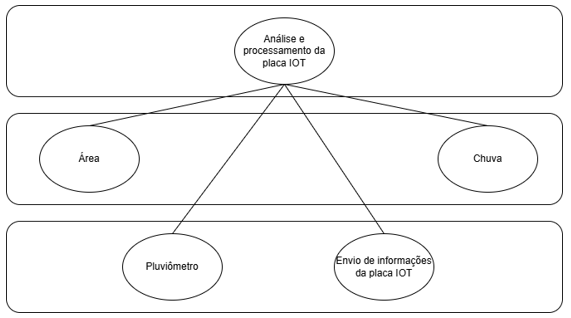 Análise e
processamento da
placa IOT
Área
Chuva
Pluviômetro
Envio de informações
da placa IOT